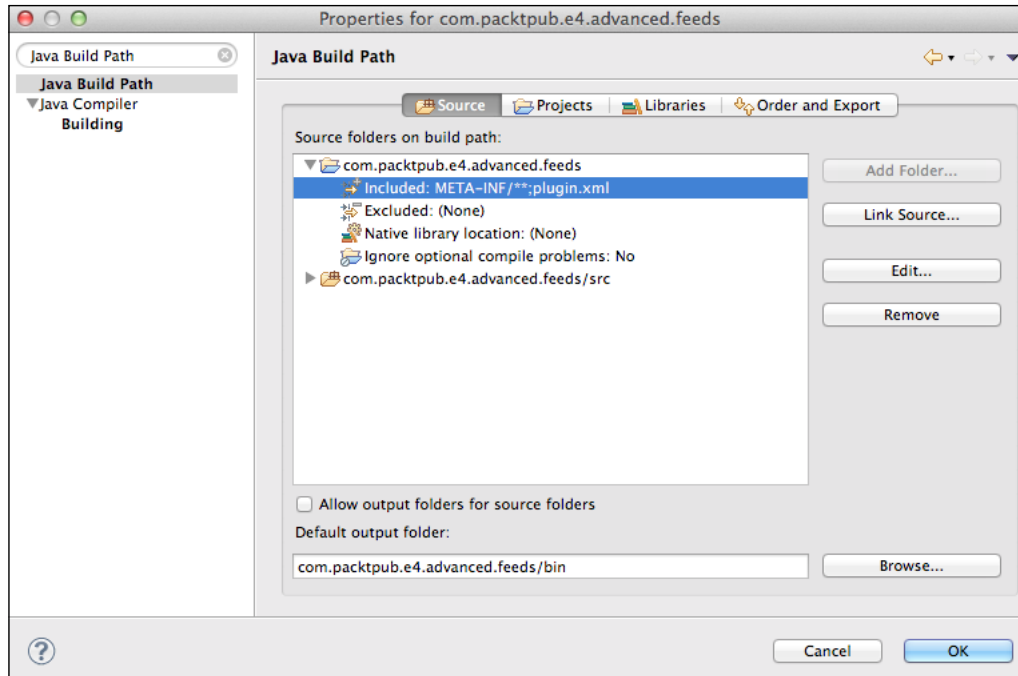 Properties for com.packtpub.e4.advanced.feeds
Java Build Path
Java Build Path
Java Compiler
Building
Java Build Path
Source Projects Libraries Order and Export
Source folders on build path:
com.packtpub.e4.advanced.feeds
Included: META-INF/**;plugin.xml
Excluded: (None)
Native library location: (None)
Ignore optional compile problems: No
com.packtpub.e4.advanced.feeds/src
Add Folder...
Link Source...
Edit...
Remove
Allow output folders for source folders
Default output folder:
com.packtpub.e4.advanced.feeds/bin
Browse...
?
Cancel OK